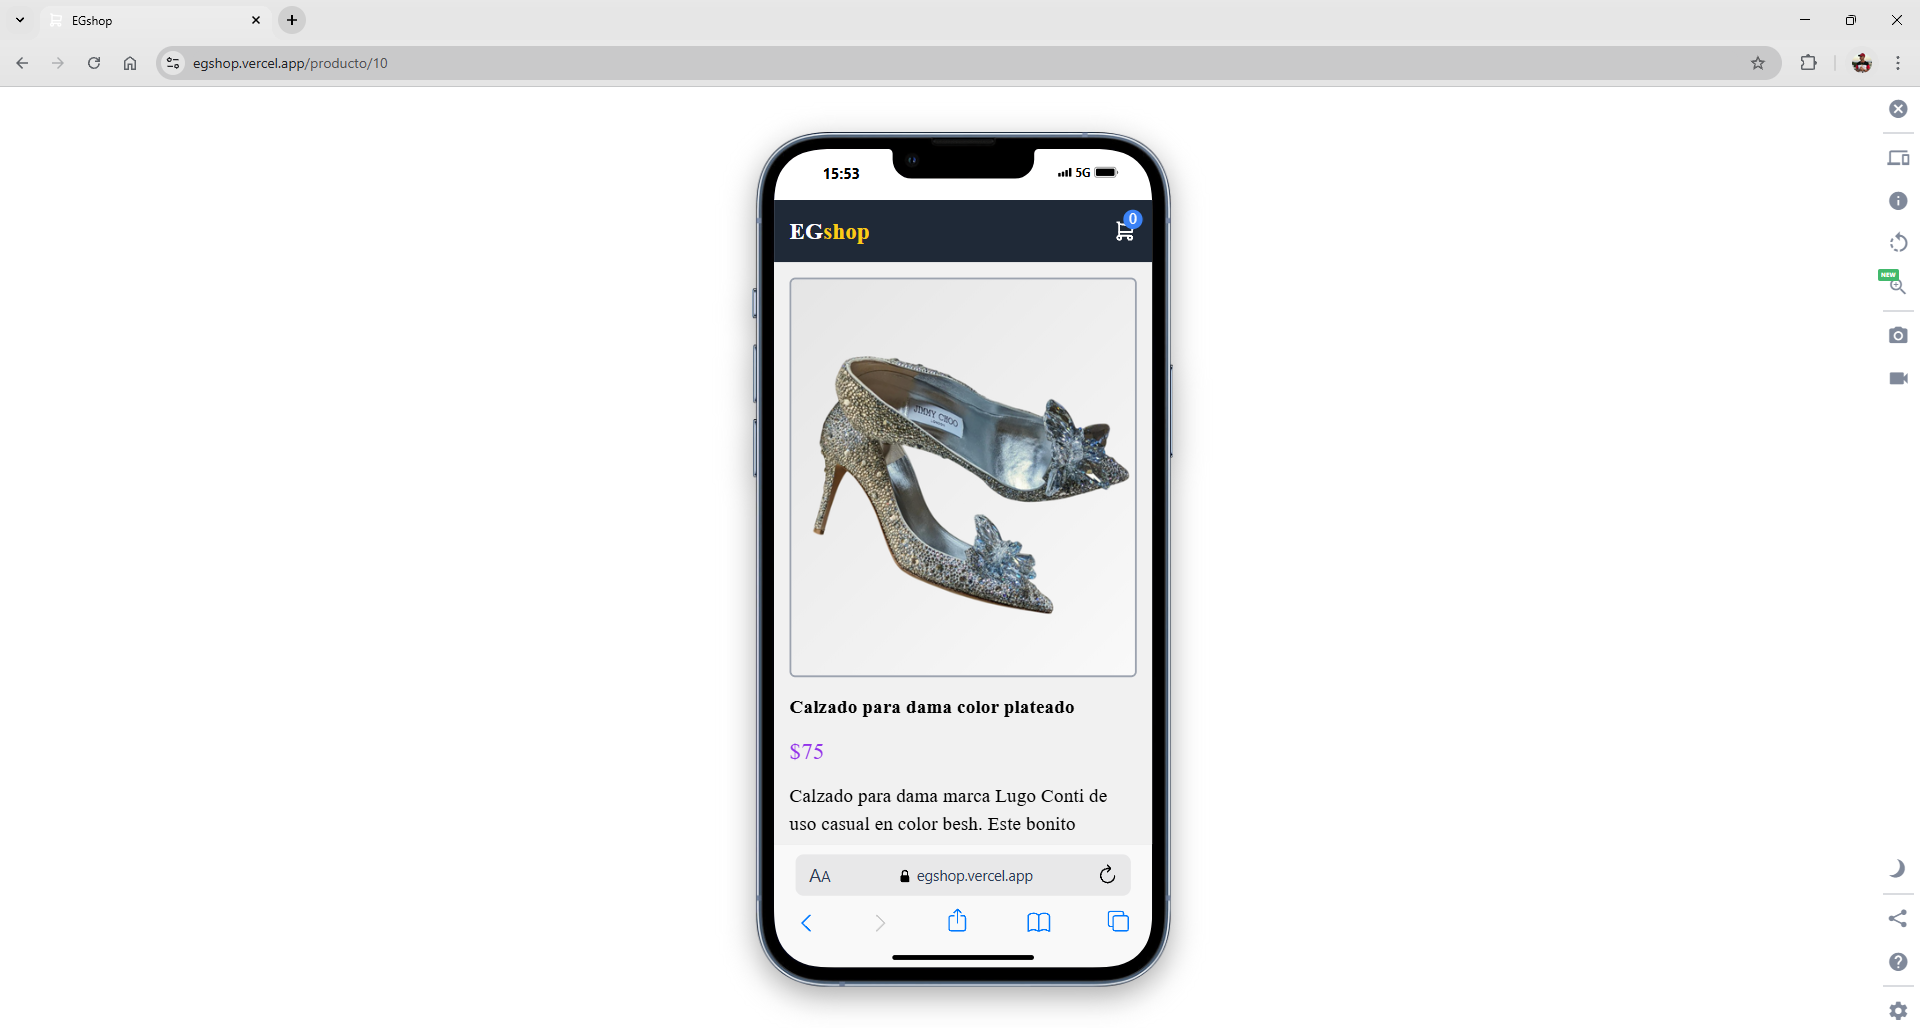 EGshop
egshop.vercel.app/producto/10
NEW
15:53
5G
EGshop
0
JIMMY CHOO
Calzado para dama color plateado
$75
Calzado para dama marca Lugo Conti de
uso casual en color besh. Este bonito
AA
egshop.vercel.app